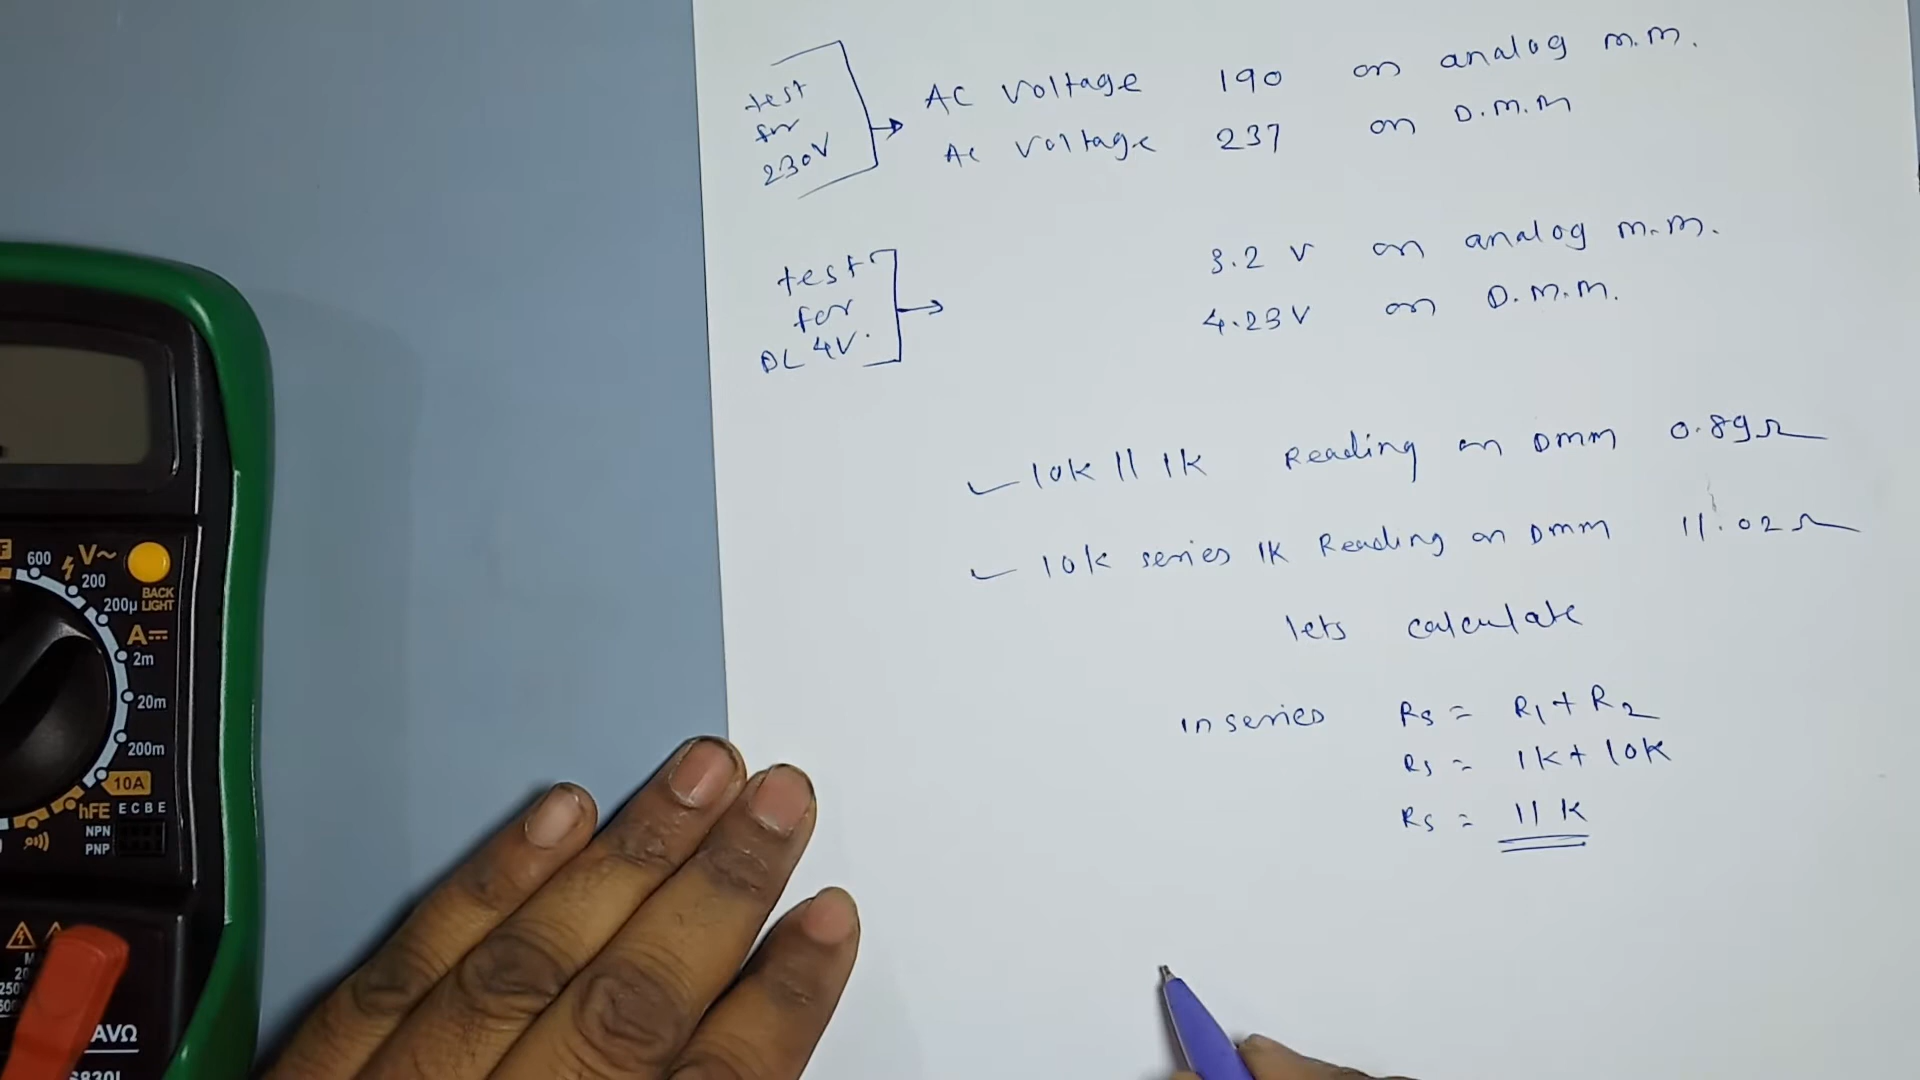 test for 230V
AC voltage 190 on analog m.m.
AC voltage 237 on D.M.M
test for DC 4V.
3.2 V on analog m.m.
4.23V on D.M.M.
10k || 1k Reading on Dmm 0.89Ω
10k series 1k Reading on Dmm 11.02Ω
lets calculate
in series Rs = R1 + R2
Rs = 1k + 10k
Rs = 11 k
600 V~
200
200µ BACK LIGHT
A
2m
20m
200m
10A
hFE E C B E
NPN
PNP
AVΩ